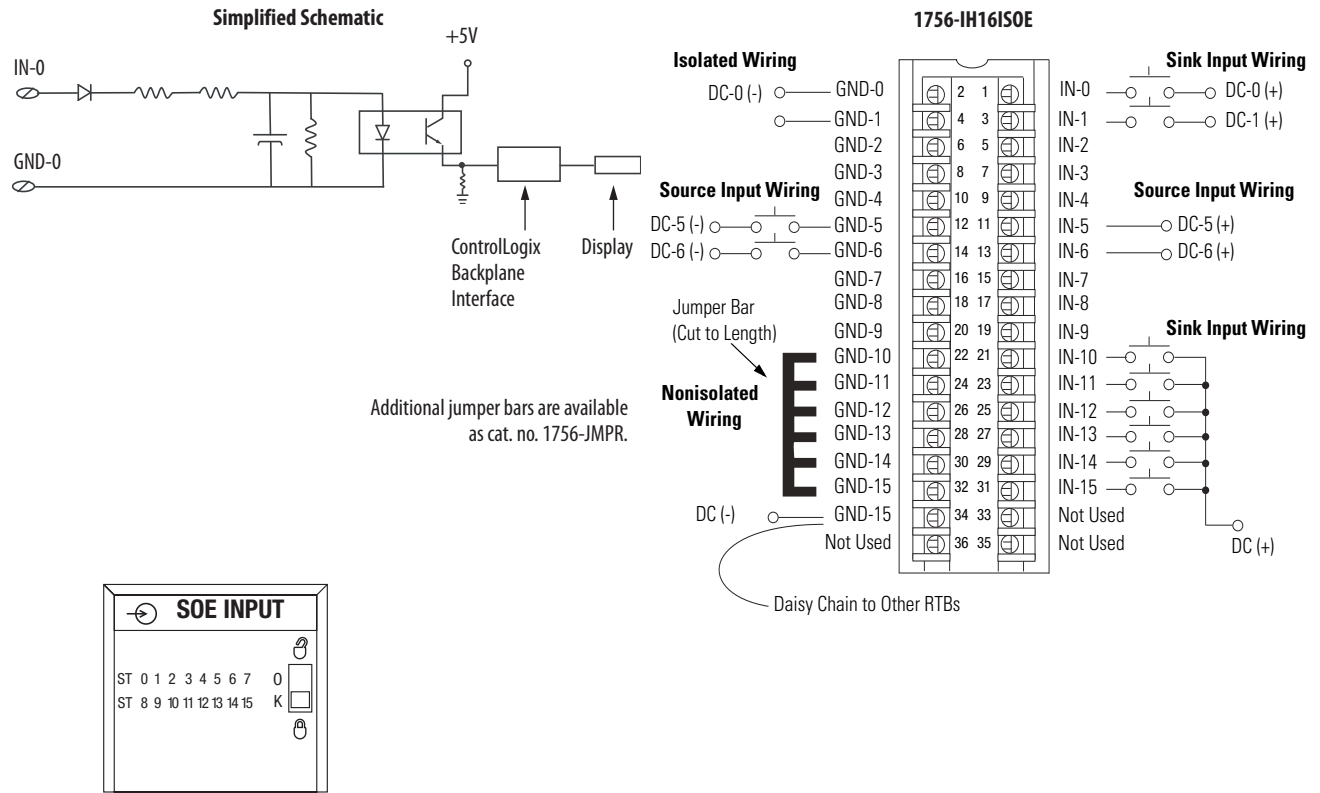 Simplified Schematic
+5V
IN-0
GND-0
ControlLogix
Backplane
Interface
Display
Additional jumper bars are available
as cat. no. 1756-JMPR.
1756-IH16ISOE
Isolated Wiring
Sink Input Wiring
DC-0 (-) GND-0 2 1 IN-0 DC-0 (+)
GND-1 4 3 IN-1 DC-1 (+)
GND-2 6 5 IN-2
GND-3 8 7 IN-3
Source Input Wiring
Source Input Wiring
GND-4 10 9 IN-4
DC-5 (-) GND-5 12 11 IN-5 DC-5 (+)
DC-6 (-) GND-6 14 13 IN-6 DC-6 (+)
GND-7 16 15 IN-7
GND-8 18 17 IN-8
Jumper Bar
(Cut to Length)
GND-9 20 19 IN-9
Sink Input Wiring
GND-10 22 21 IN-10
GND-11 24 23 IN-11
Nonisolated
Wiring
GND-12 26 25 IN-12
GND-13 28 27 IN-13
GND-14 30 29 IN-14
GND-15 32 31 IN-15
DC (-) GND-15 34 33 Not Used
Not Used 36 35 Not Used
DC (+)
Daisy Chain to Other RTBs
SOE INPUT
ST 0 1 2 3 4 5 6 7 O
ST 8 9 10 11 12 13 14 15 K